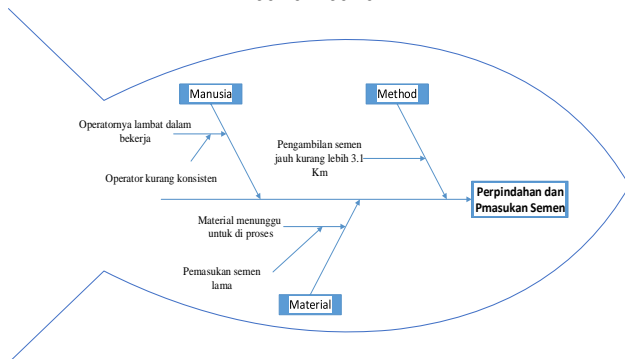 Manusia
Method
Operatornya lambat dalam
bekerja
Pengambilan semen
jauh kurang lebih 3.1
Km
Operator kurang konsisten
Perpindahan dan
Pmasukan Semen
Material menunggu
untuk di proses
Pemasukan semen
lama
Material